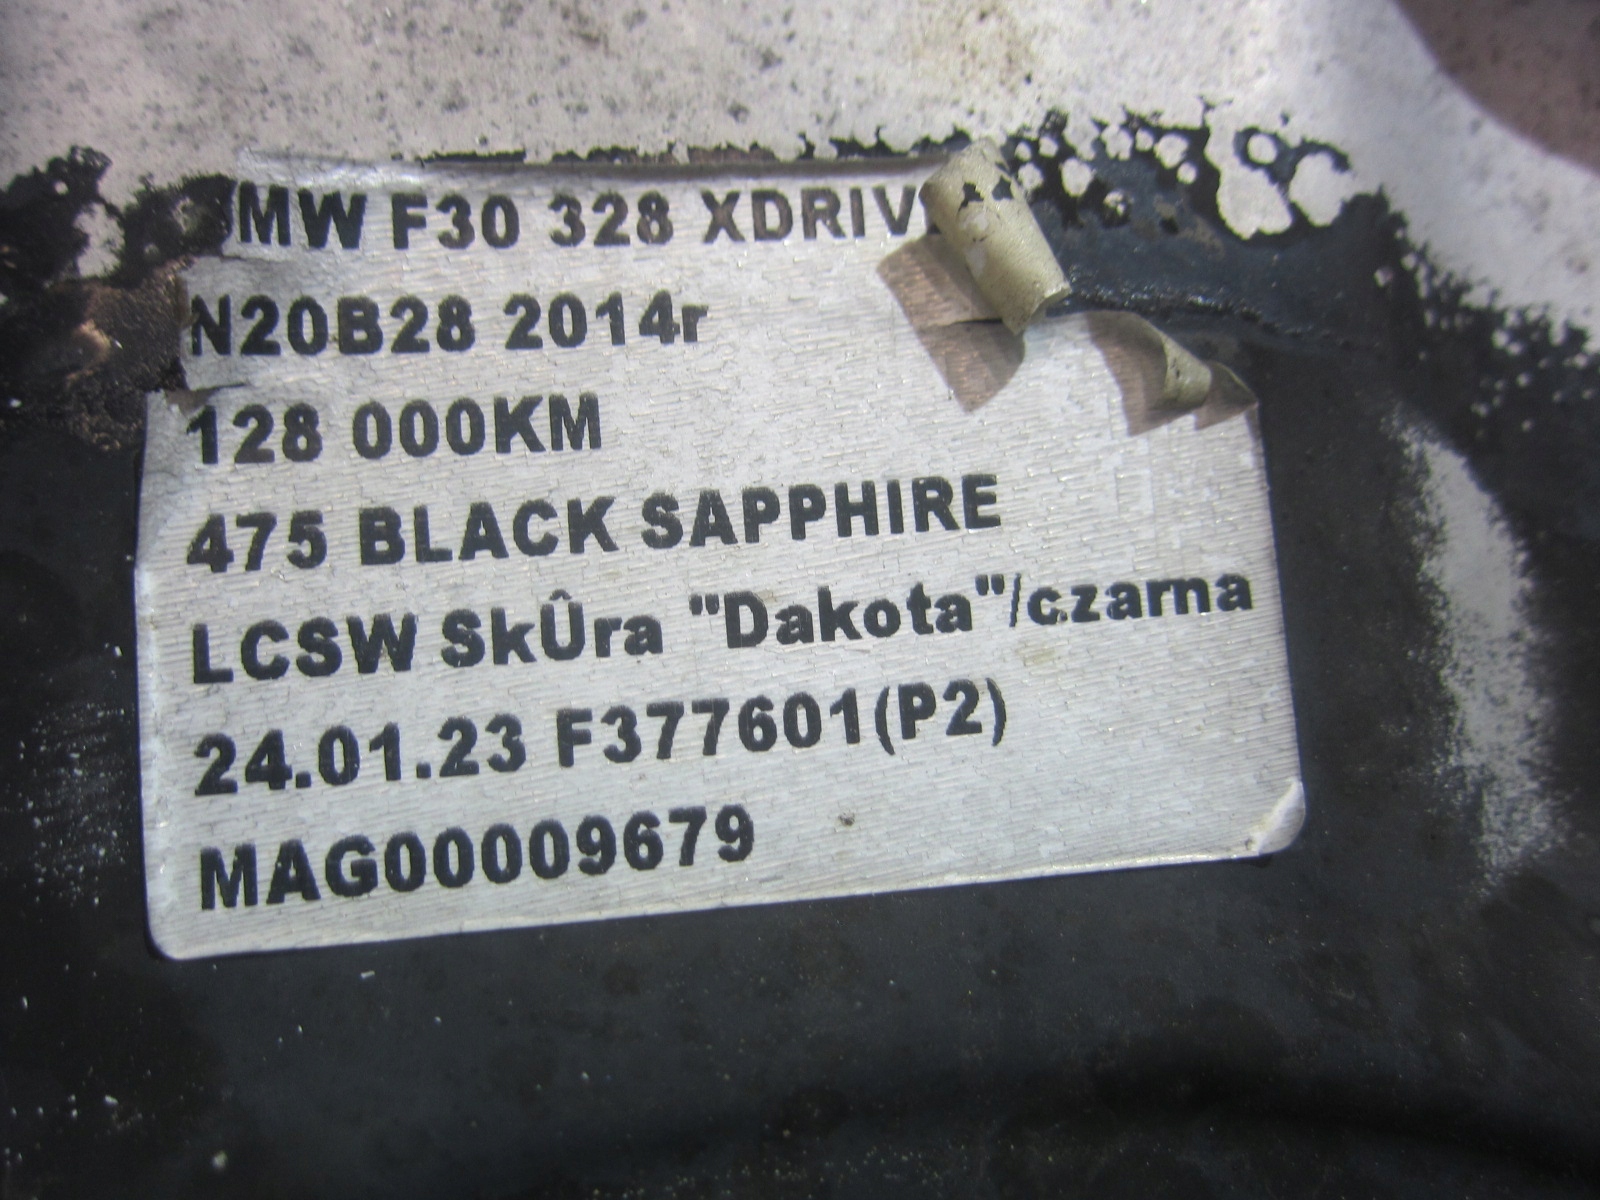 MW F30 328 XDRIV
N20B28 2014r
128 000KM
475 BLACK SAPPHIRE
LCSW SkÛra "Dakota"/czarna
24.01.23 F377601(P2)
MAG00009679